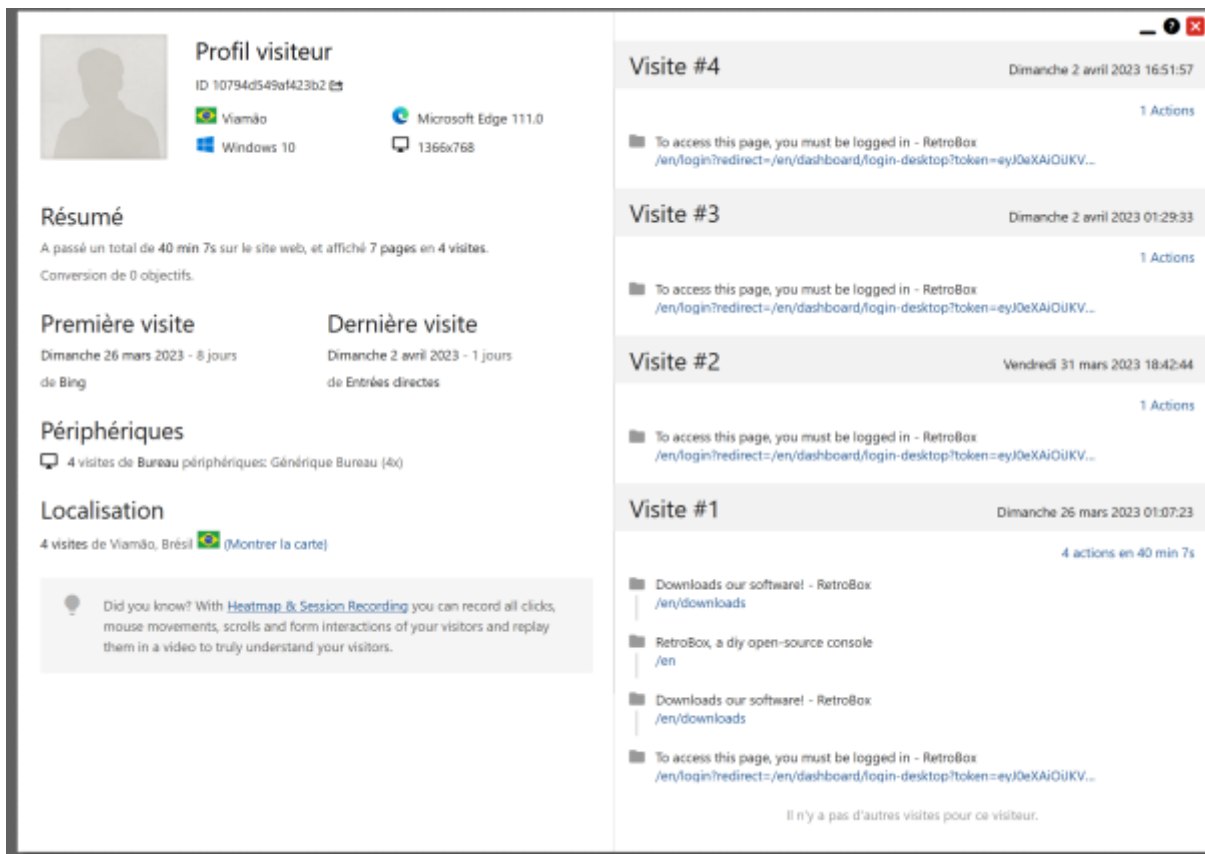 Profil visiteur
ID 10794d549af423b2
Viamão
Microsoft Edge 111.0
Windows 10
1366x768
Résumé
A passé un total de 40 min 7s sur le site web, et affiché 7 pages en 4 visites.
Conversion de 0 objectifs.
Première visite
Dimanche 26 mars 2023 - 8 jours
de Bing
Dernière visite
Dimanche 2 avril 2023 - 1 jours
de Entrées directes
Périphériques
4 visites de Bureau périphériques: Générique Bureau (4x)
Localisation
4 visites de Viamão, Brésil (Montrer la carte)
Did you know? With Heatmap & Session Recording you can record all clicks,
mouse movements, scrolls and form interactions of your visitors and replay
them in a video to truly understand your visitors.
Visite #4
Dimanche 2 avril 2023 16:51:57
1 Actions
To access this page, you must be logged in - RetroBox
/en/login?redirect=/en/dashboard/login-desktop?token=eyJ0eXAiOiJKV...
Visite #3
Dimanche 2 avril 2023 01:29:33
1 Actions
To access this page, you must be logged in - RetroBox
/en/login?redirect=/en/dashboard/login-desktop?token=eyJ0eXAiOiJKV...
Visite #2
Vendredi 31 mars 2023 18:42:44
1 Actions
To access this page, you must be logged in - RetroBox
/en/login?redirect=/en/dashboard/login-desktop?token=eyJ0eXAiOiJKV...
Visite #1
Dimanche 26 mars 2023 01:07:23
4 actions en 40 min 7s
Downloads our software! - RetroBox
/en/downloads
RetroBox, a diy open-source console
/en
Downloads our software! - RetroBox
/en/downloads
To access this page, you must be logged in - RetroBox
/en/login?redirect=/en/dashboard/login-desktop?token=eyJ0eXAiOiJKV...
Il n'y a pas d'autres visites pour ce visiteur.